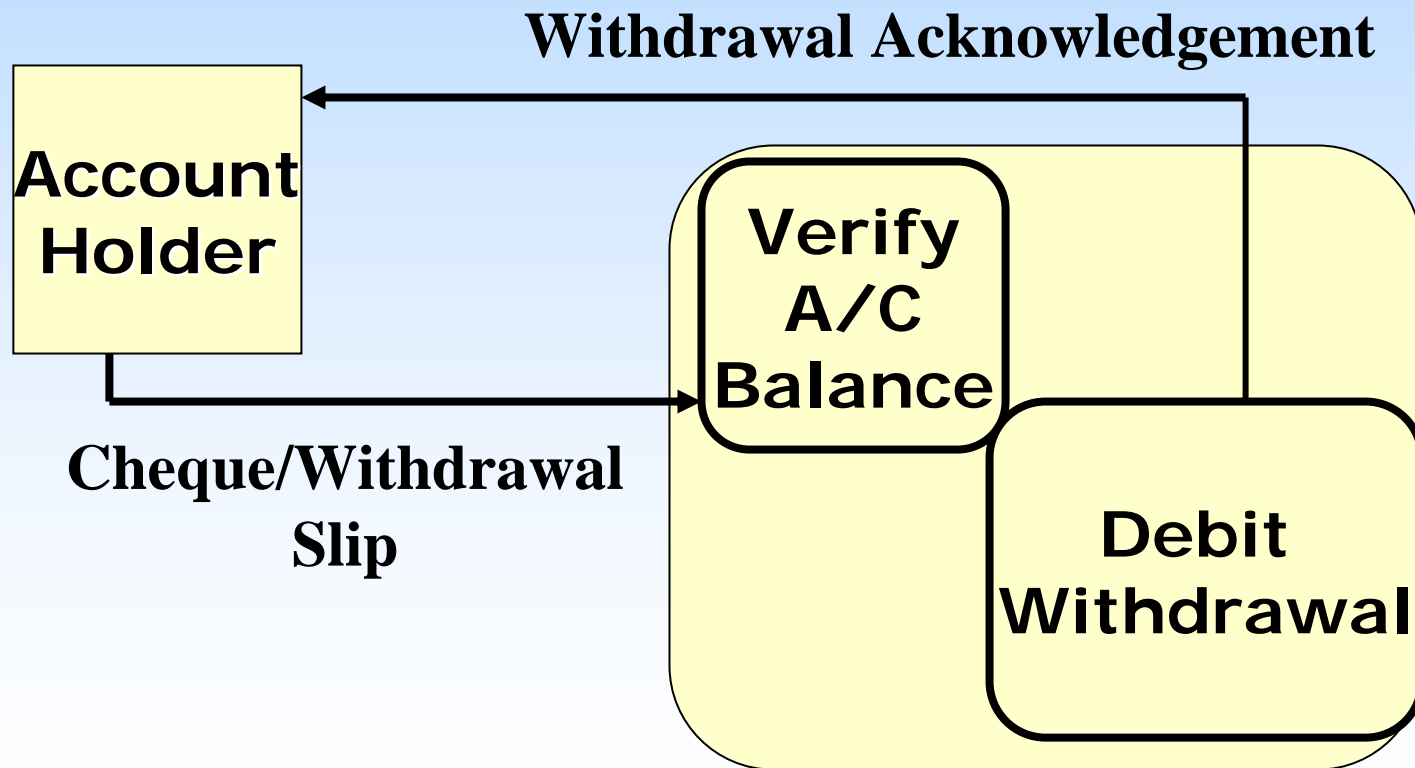 Withdrawal Acknowledgement
Account
Holder
Verify
A/C
Balance
Cheque/Withdrawal
Slip
Debit
Withdrawal